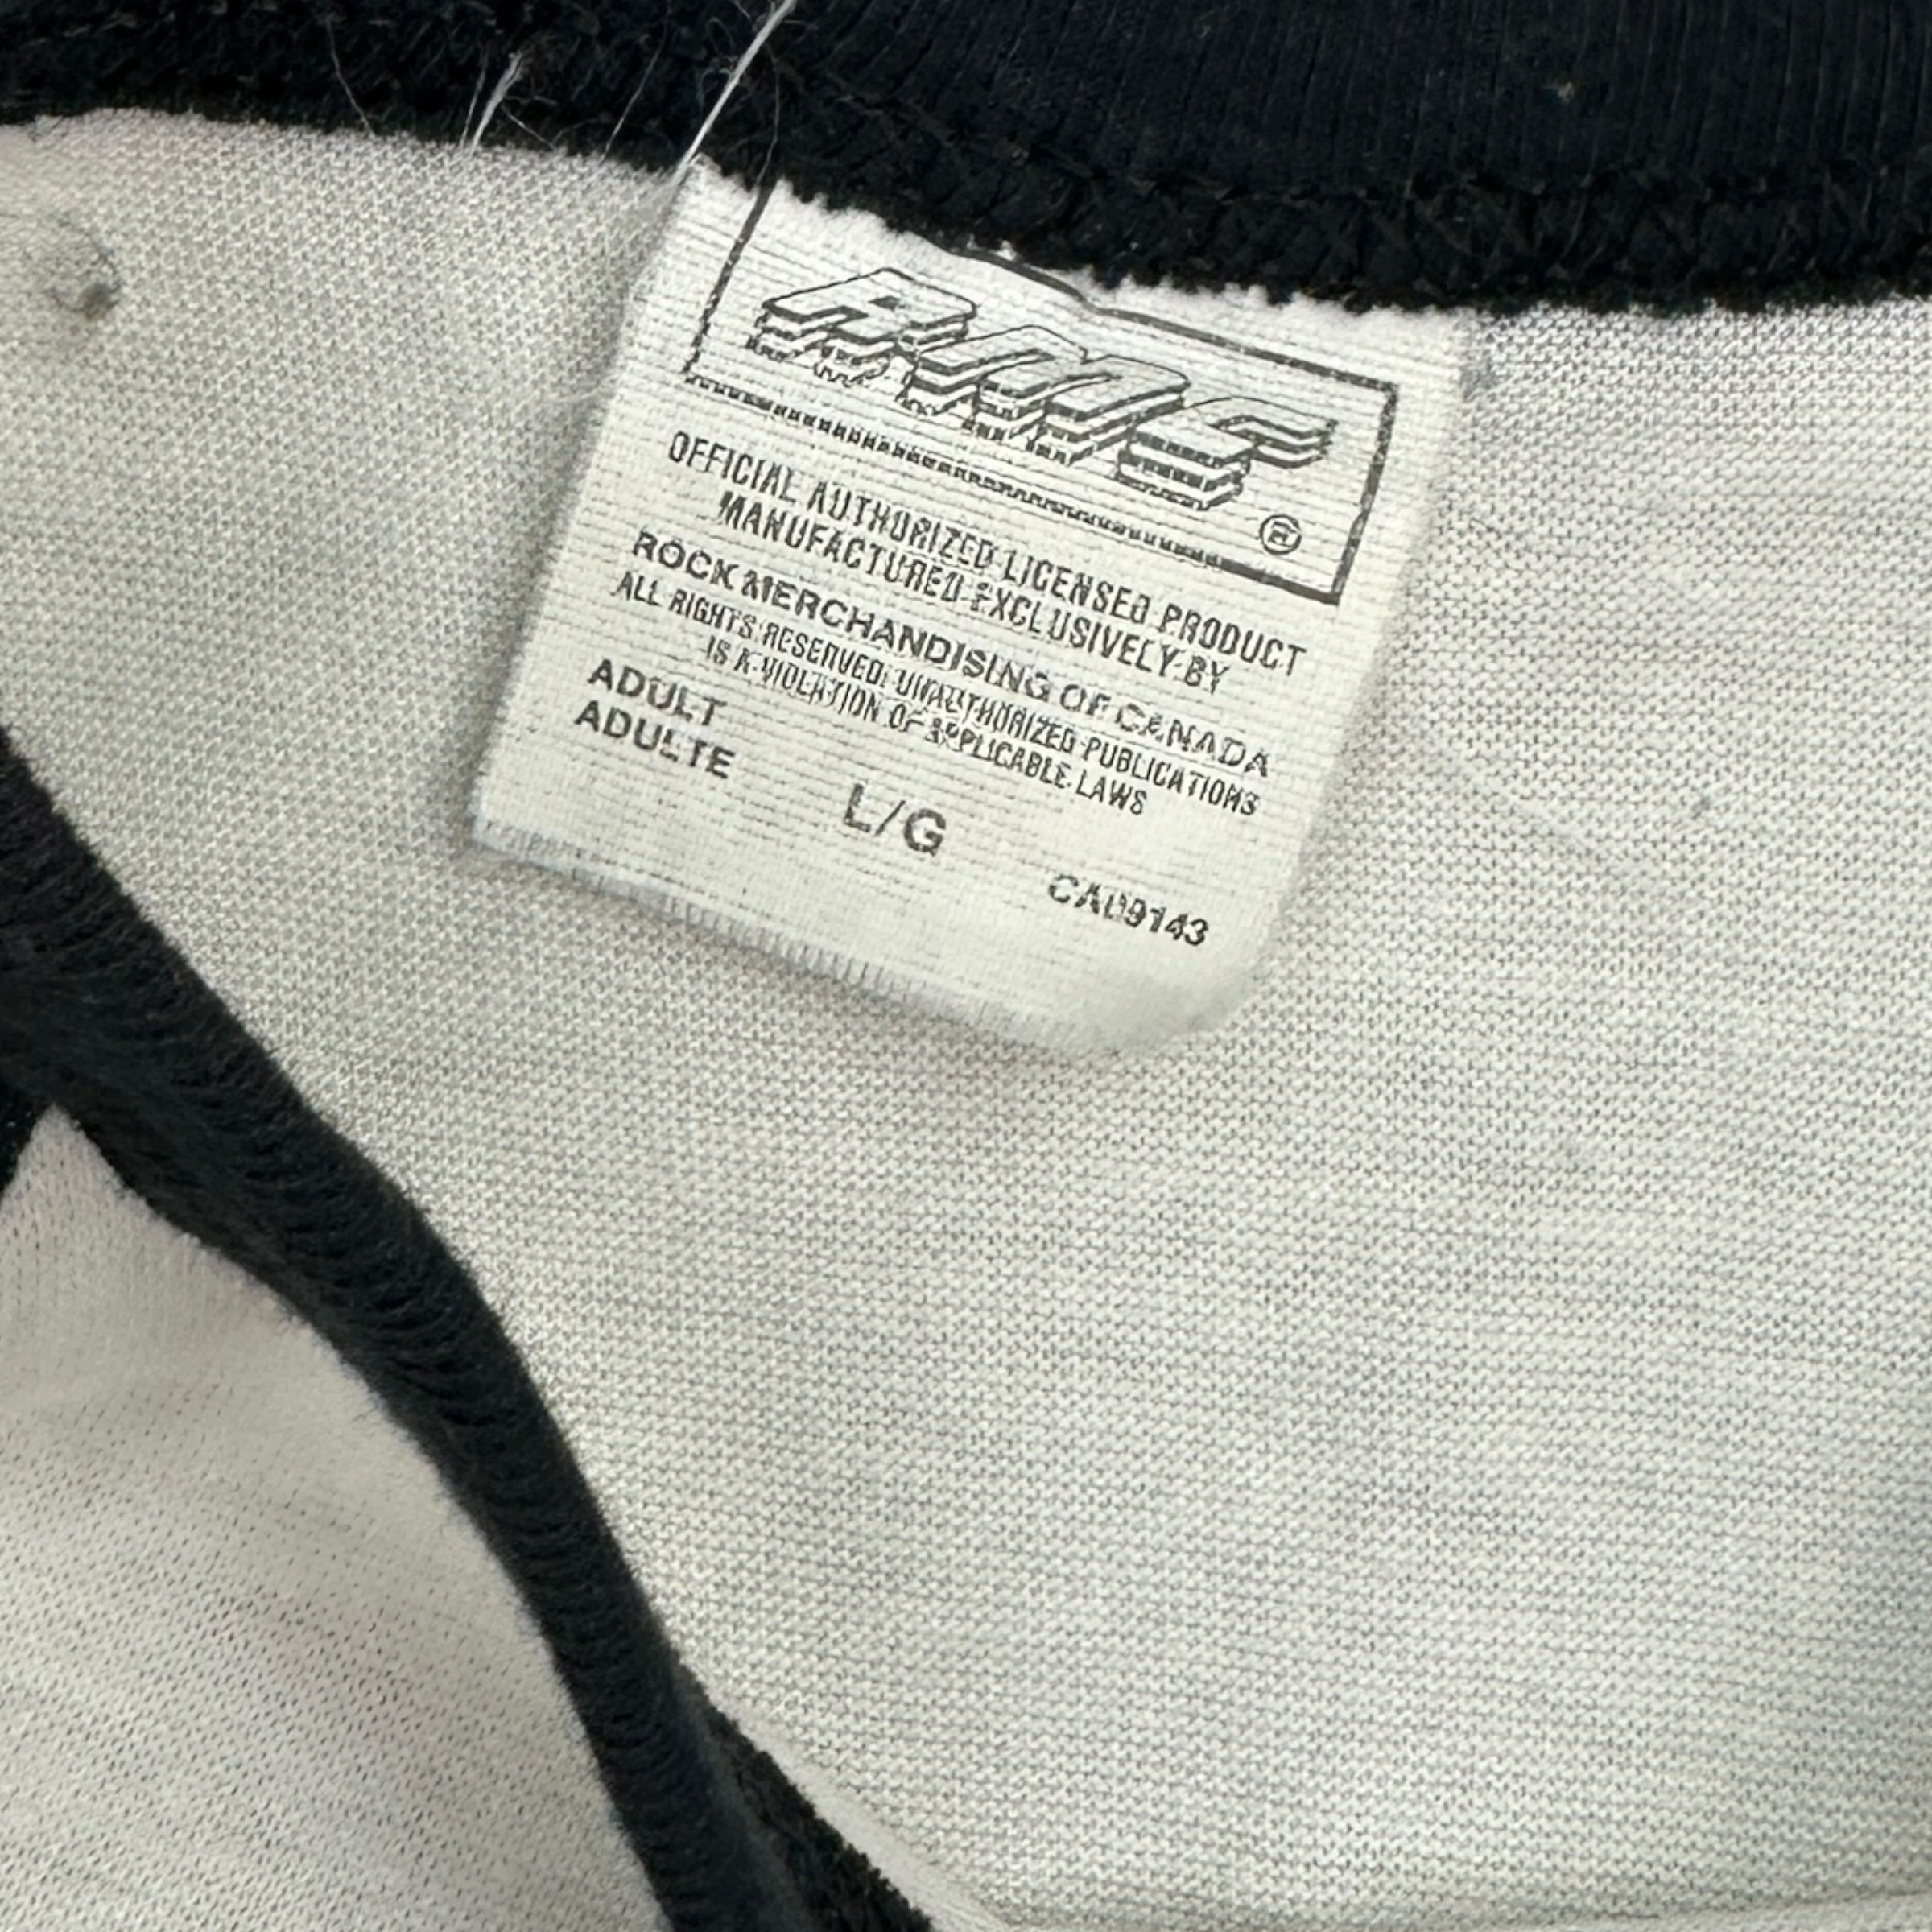 RMC
®
OFFICIAL AUTHORIZED LICENSED PRODUCT
MANUFACTURED EXCLUSIVELY BY
ROCK MERCHANDISING OF CANADA
ALL RIGHTS RESERVED. UNAUTHORIZED PUBLICATIONS
IS A VIOLATION OF APPLICABLE LAWS
ADULT
ADULTE
L/G
CA09143